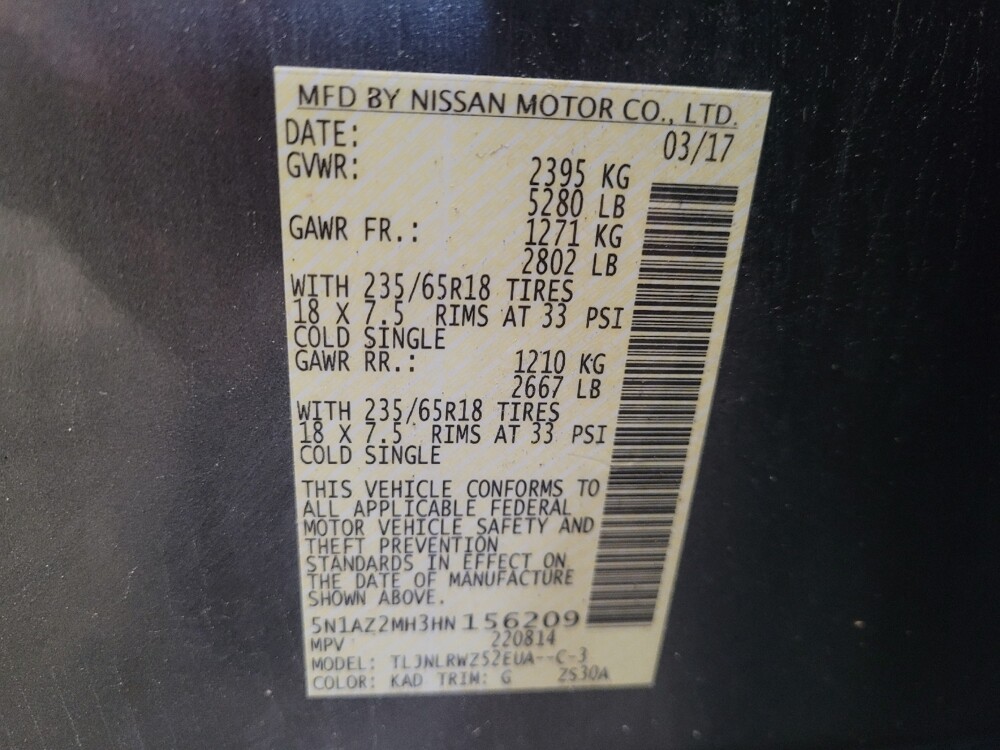 MFD BY NISSAN MOTOR CO., LTD.
DATE: 03/17
GVWR: 2395 KG
5280 LB
GAWR FR.: 1271 KG
2802 LB
WITH 235/65R18 TIRES
18 X 7.5 RIMS AT 33 PSI
COLD SINGLE
GAWR RR.: 1210 KG
2667 LB
WITH 235/65R18 TIRES
18 X 7.5 RIMS AT 33 PSI
COLD SINGLE
THIS VEHICLE CONFORMS TO
ALL APPLICABLE FEDERAL
MOTOR VEHICLE SAFETY AND
THEFT PREVENTION
STANDARDS IN EFFECT ON
THE DATE OF MANUFACTURE
SHOWN ABOVE.
5N1AZ2MH3HN156209
MPV 220814
MODEL: TLJNLRWZ52EUA--C-3
COLOR: KAD TRIM: G ZS30A